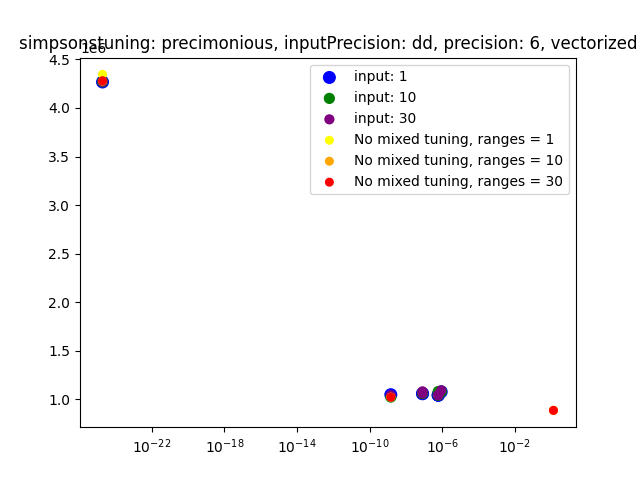 simpsonstuning: precimonious, inputPrecision: dd, precision: 6, vectorized
1e6
4.5
4.0
3.5
3.0
2.5
2.0
1.5
1.0
input: 1
input: 10
input: 30
No mixed tuning, ranges = 1
No mixed tuning, ranges = 10
No mixed tuning, ranges = 30
10⁻²² 10⁻¹⁸ 10⁻¹⁴ 10⁻¹⁰ 10⁻⁶ 10⁻²